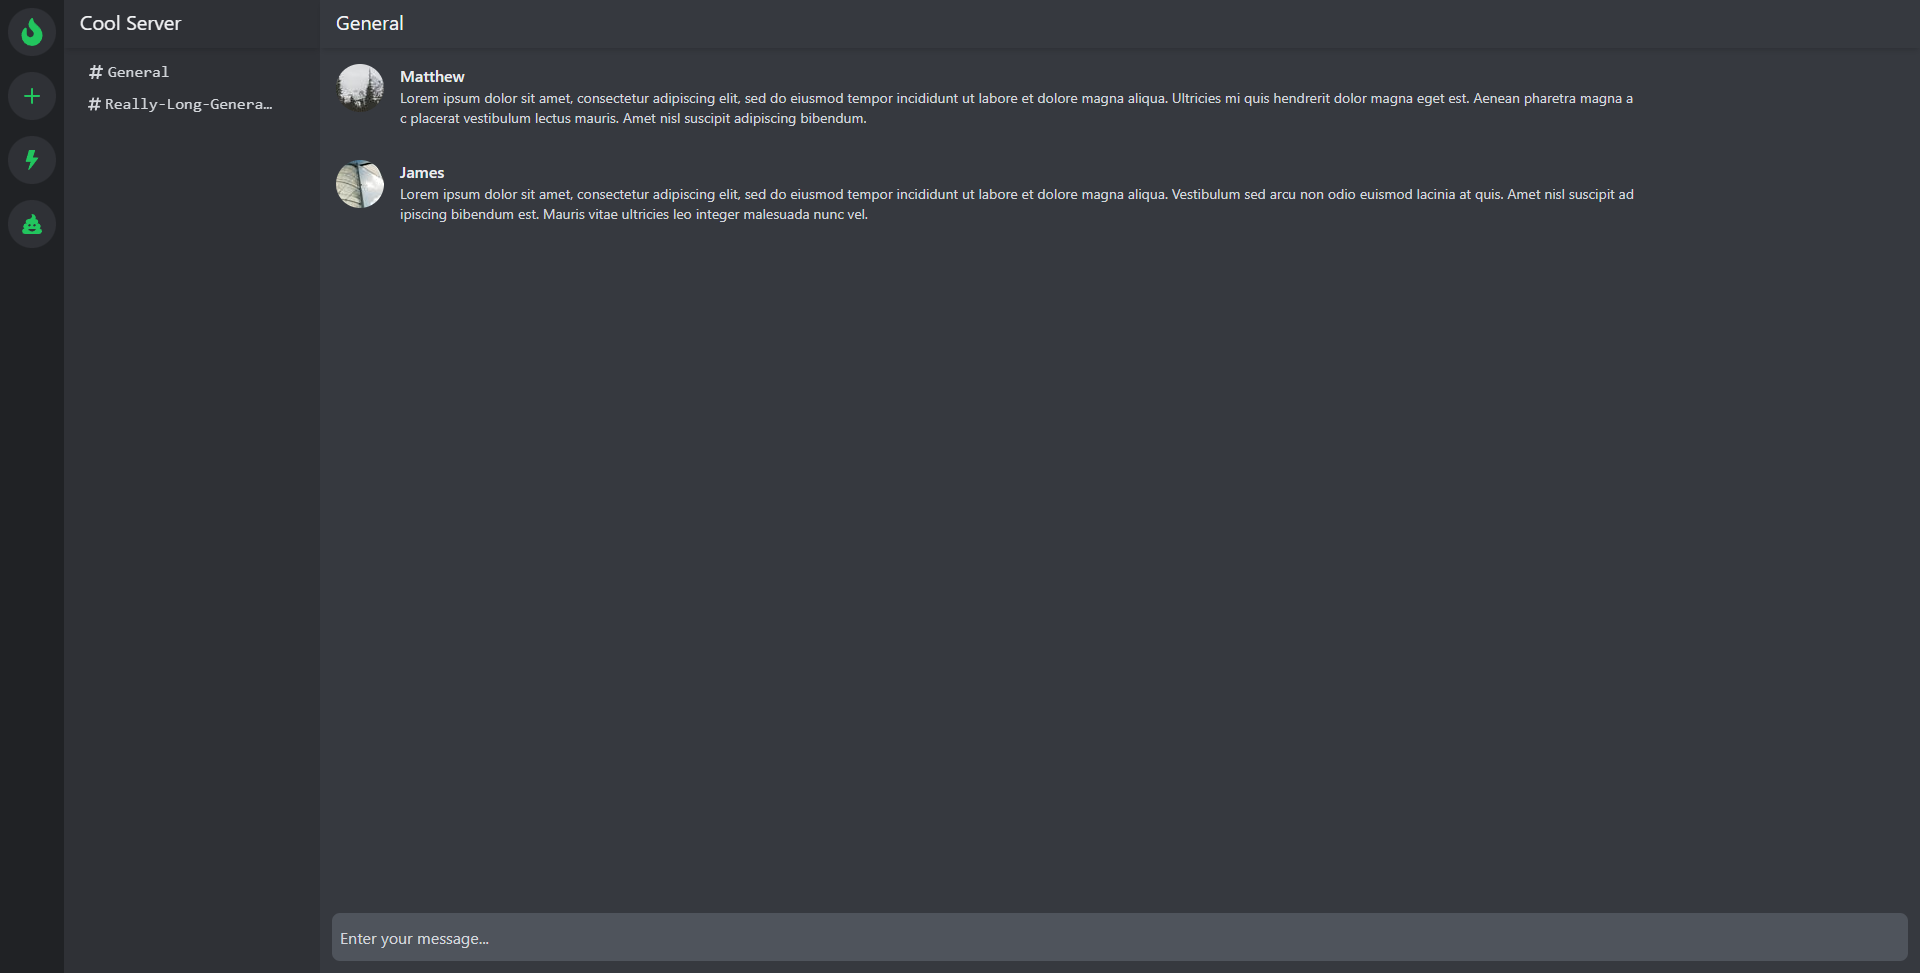 Cool Server
General
# General
# Really-Long-Genera…
Matthew
Lorem ipsum dolor sit amet, consectetur adipiscing elit, sed do eiusmod tempor incididunt ut labore et dolore magna aliqua. Ultricies mi quis hendrerit dolor magna eget est. Aenean pharetra magna a
c placerat vestibulum lectus mauris. Amet nisl suscipit adipiscing bibendum.
James
Lorem ipsum dolor sit amet, consectetur adipiscing elit, sed do eiusmod tempor incididunt ut labore et dolore magna aliqua. Vestibulum sed arcu non odio euismod lacinia at quis. Amet nisl suscipit ad
ipiscing bibendum est. Mauris vitae ultricies leo integer malesuada nunc vel.
Enter your message...